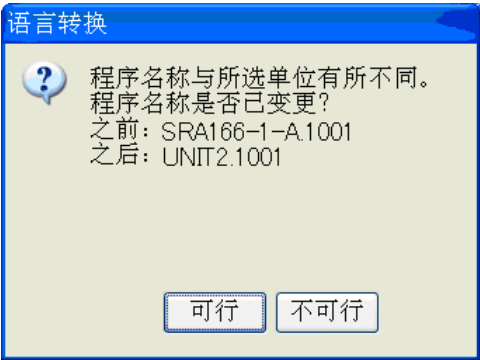 语言转换
程序名称与所选单位有所不同。
程序名称是否已变更?
之前: SRA166-1-A.1001
之后: UNIT2.1001
可行
不可行